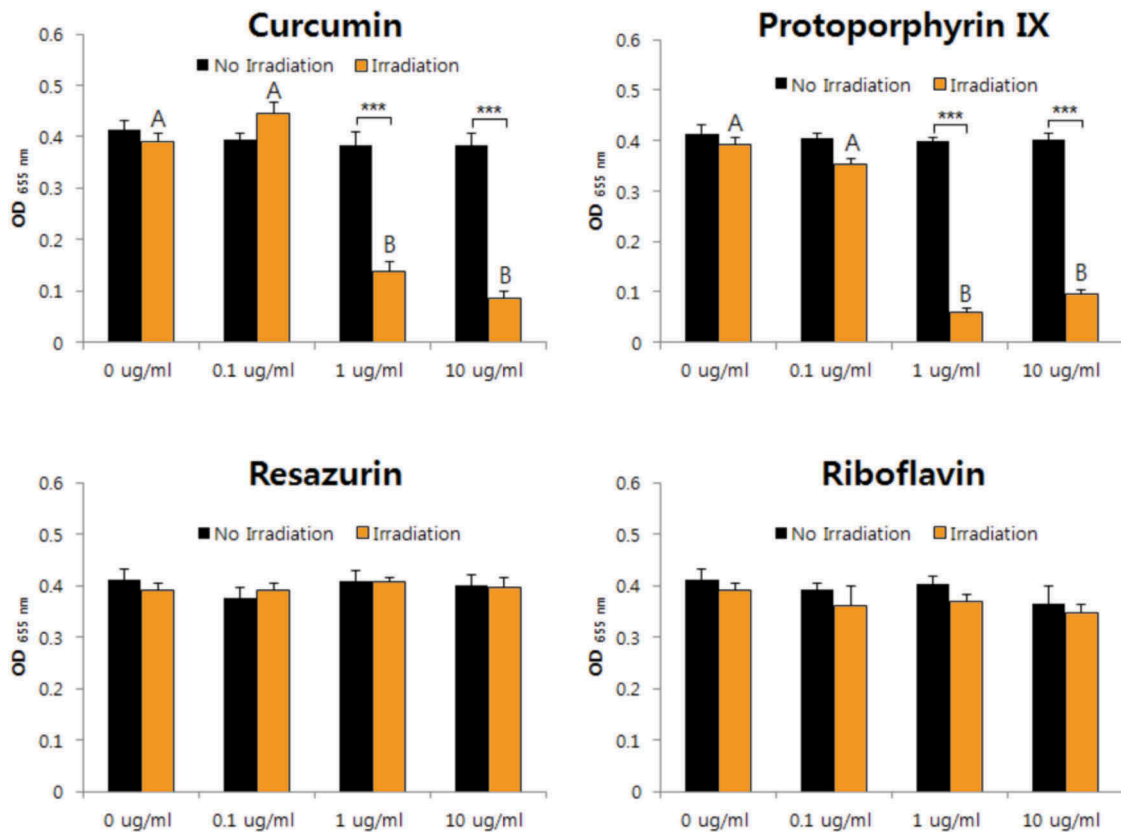 Curcumin
0.6
0.5
0.4
0.3
0.2
0.1
0
OD 655 nm
No Irradiation Irradiation
A
A
***
B
***
B
0 ug/ml 0.1 ug/ml 1 ug/ml 10 ug/ml
Protoporphyrin IX
0.6
0.5
0.4
0.3
0.2
0.1
0
OD 655 nm
No Irradiation Irradiation
A
A
***
B
***
B
0 ug/ml 0.1 ug/ml 1 ug/ml 10 ug/ml
Resazurin
0.6
0.5
0.4
0.3
0.2
0.1
0
OD 655 nm
No Irradiation Irradiation
0 ug/ml 0.1 ug/ml 1 ug/ml 10 ug/ml
Riboflavin
0.6
0.5
0.4
0.3
0.2
0.1
0
OD 655 nm
No Irradiation Irradiation
0 ug/ml 0.1 ug/ml 1 ug/ml 10 ug/ml